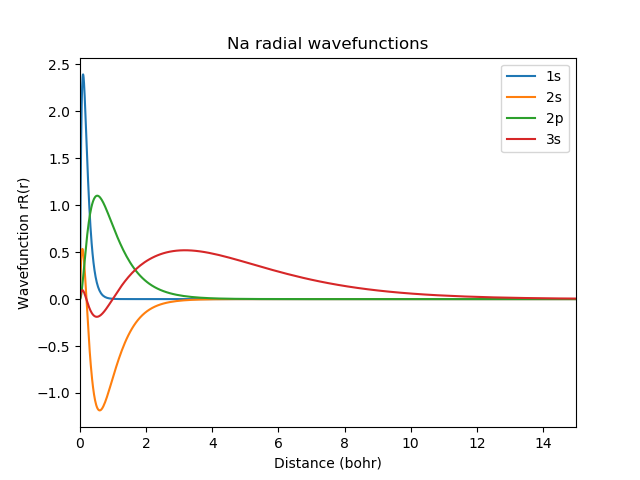 Na radial wavefunctions
1s
2s
2p
3s
2.5
2.0
1.5
1.0
0.5
0.0
−0.5
−1.0
Wavefunction rR(r)
0 2 4 6 8 10 12 14
Distance (bohr)